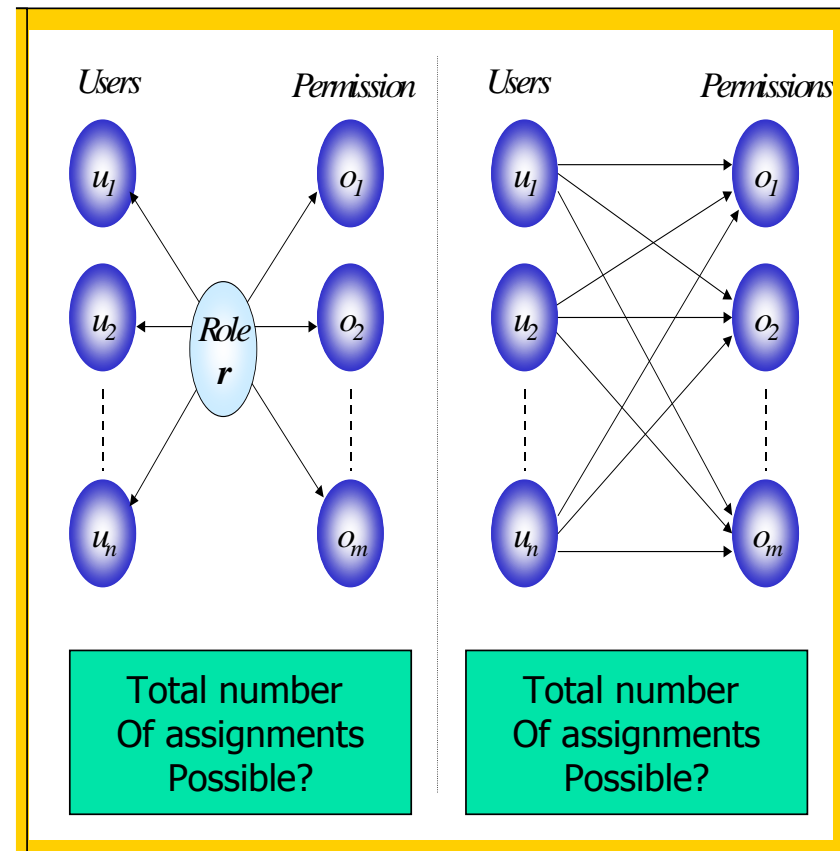 Users
Permission
u1
o1
u2
o2
Role
r
un
om
Total number
Of assignments
Possible?
Users
Permissions
u1
o1
u2
o2
un
om
Total number
Of assignments
Possible?